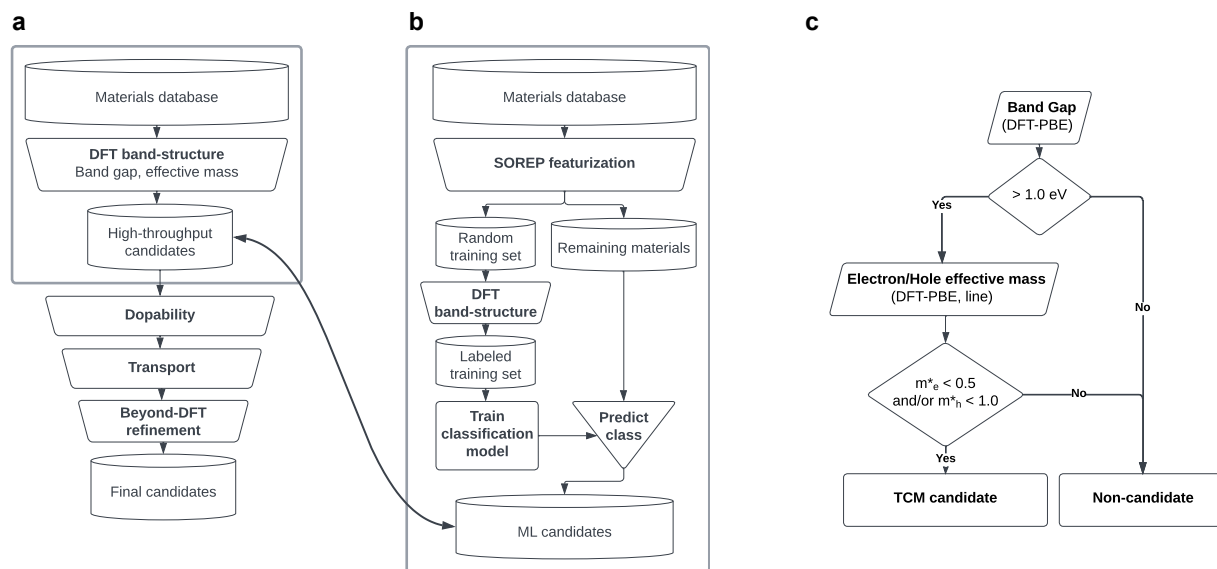 a
Materials database
DFT band-structure
Band gap, effective mass
High-throughput
candidates
Dopability
Transport
Beyond-DFT
refinement
Final candidates
b
Materials database
SOREP featurization
Random
training set
Remaining materials
DFT
band-structure
Labeled
training set
Train
classification
model
Predict
class
ML candidates
c
Band Gap
(DFT-PBE)
> 1.0 eV
Yes
No
Electron/Hole effective mass
(DFT-PBE, line)
m*e < 0.5
and/or m*h < 1.0
No
Yes
TCM candidate
Non-candidate